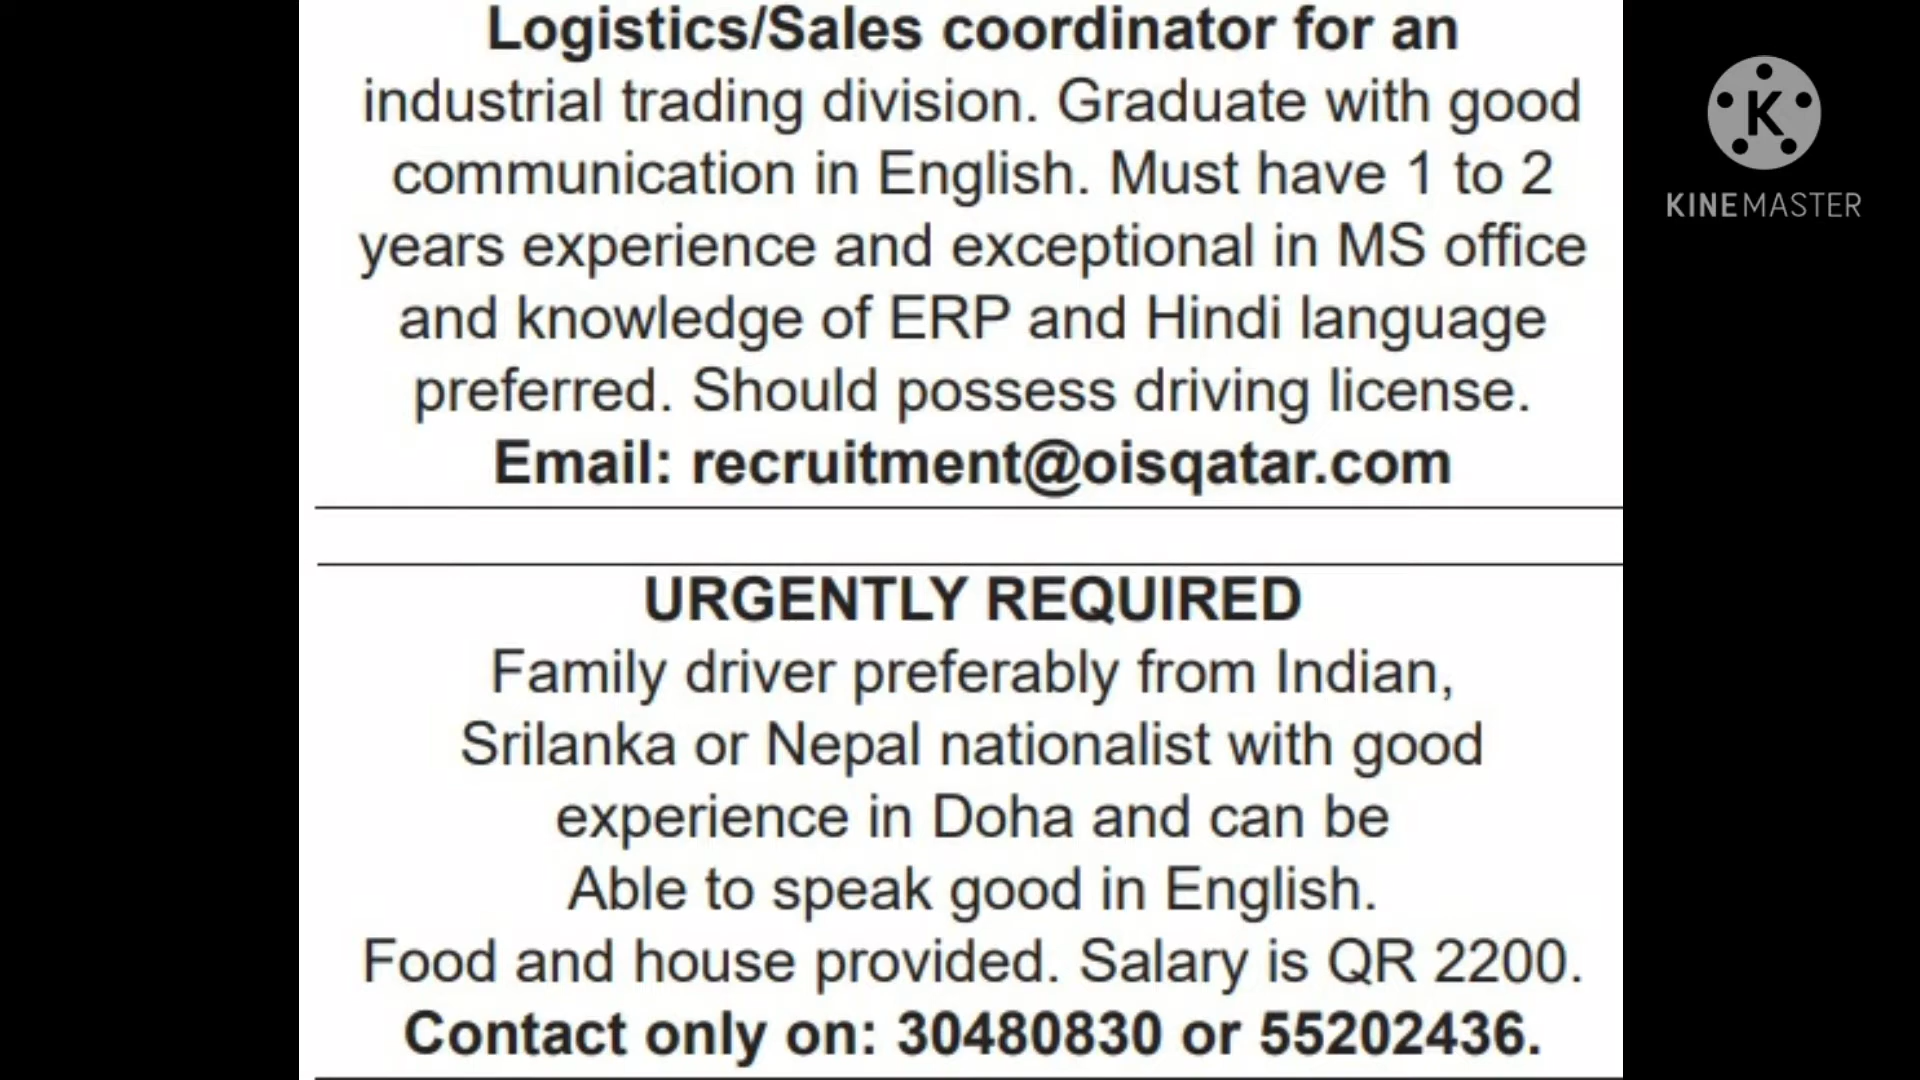 Logistics/Sales coordinator for an
industrial trading division. Graduate with good
communication in English. Must have 1 to 2
years experience and exceptional in MS office
and knowledge of ERP and Hindi language
preferred. Should possess driving license.
Email: recruitment@oisqatar.com
URGENTLY REQUIRED
Family driver preferably from Indian,
Srilanka or Nepal nationalist with good
experience in Doha and can be
Able to speak good in English.
Food and house provided. Salary is QR 2200.
Contact only on: 30480830 or 55202436.
K
KINEMASTER